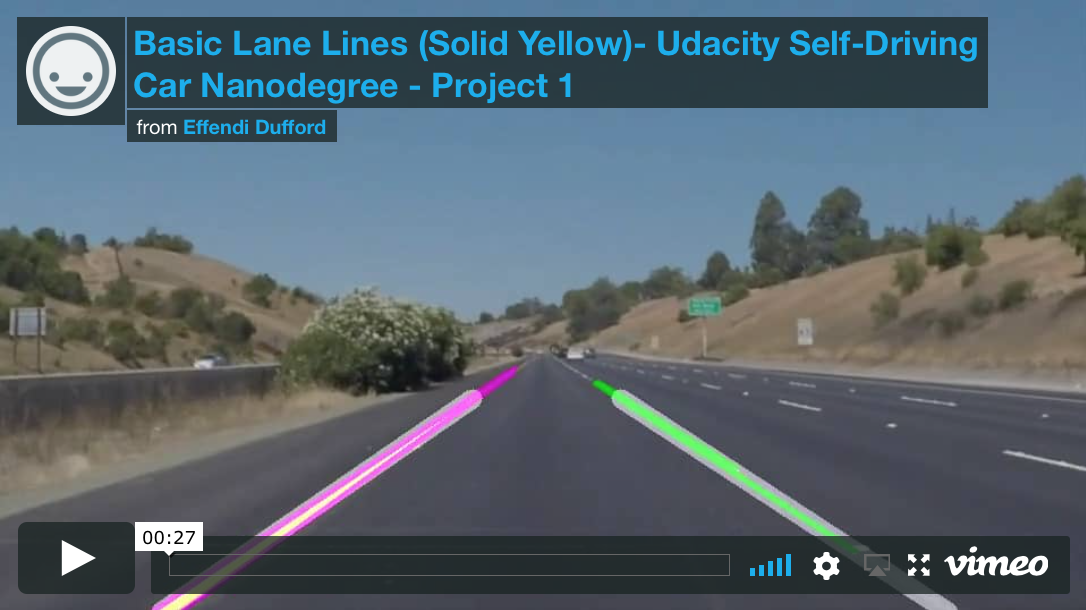 Basic Lane Lines (Solid Yellow)- Udacity Self-Driving
Car Nanodegree - Project 1
from Effendi Dufford
00:27
vimeo